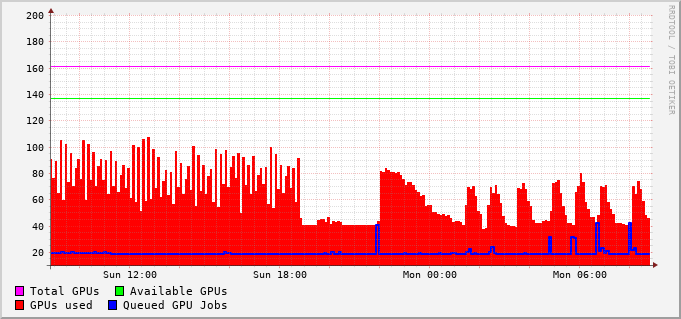 200
180
160
140
120
100
80
60
40
20
Sun 12:00 Sun 18:00 Mon 00:00 Mon 06:00
Total GPUs Available GPUs
GPUs used Queued GPU Jobs
RRDTOOL / TOBI OETIKER